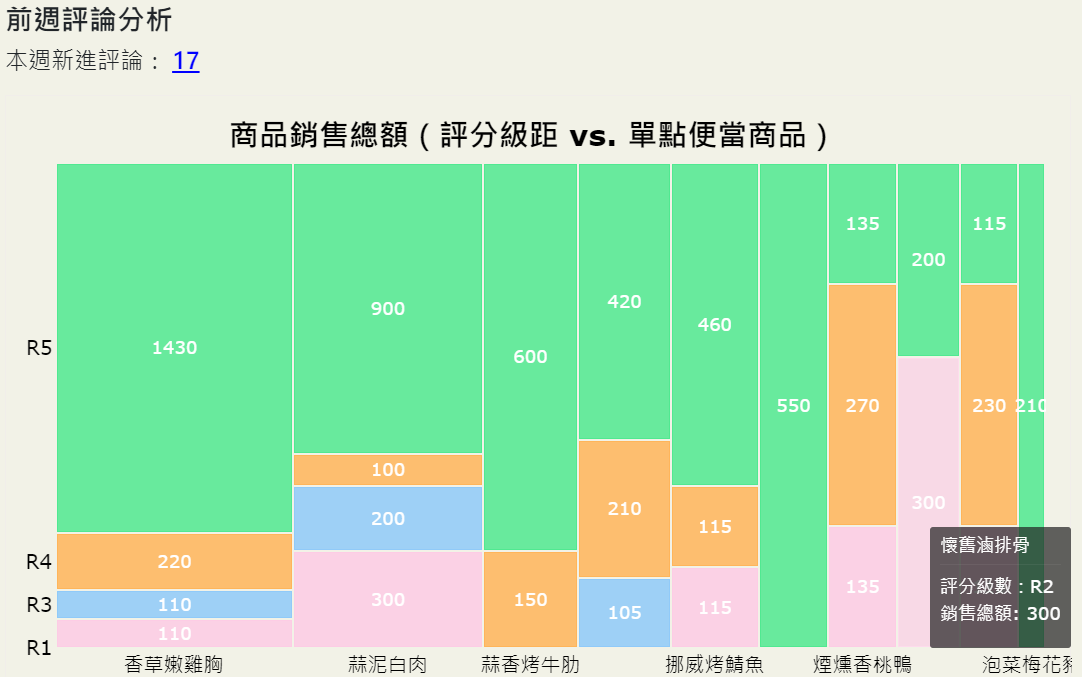 前週評論分析
本週新進評論： 17
商品銷售總額（評分級距 vs. 單點便當商品）
R5
R4
R3
R1
1430
220
110
110
900
100
200
300
600
150
420
210
105
460
115
115
550
135
270
135
200
300
115
230
210
懷舊滷排骨
評分級數：R2
銷售總額: 300
香草嫩雞胸
蒜泥白肉
蒜香烤牛肋
挪威烤鯖魚
煙燻香桃鴨
泡菜梅花豬